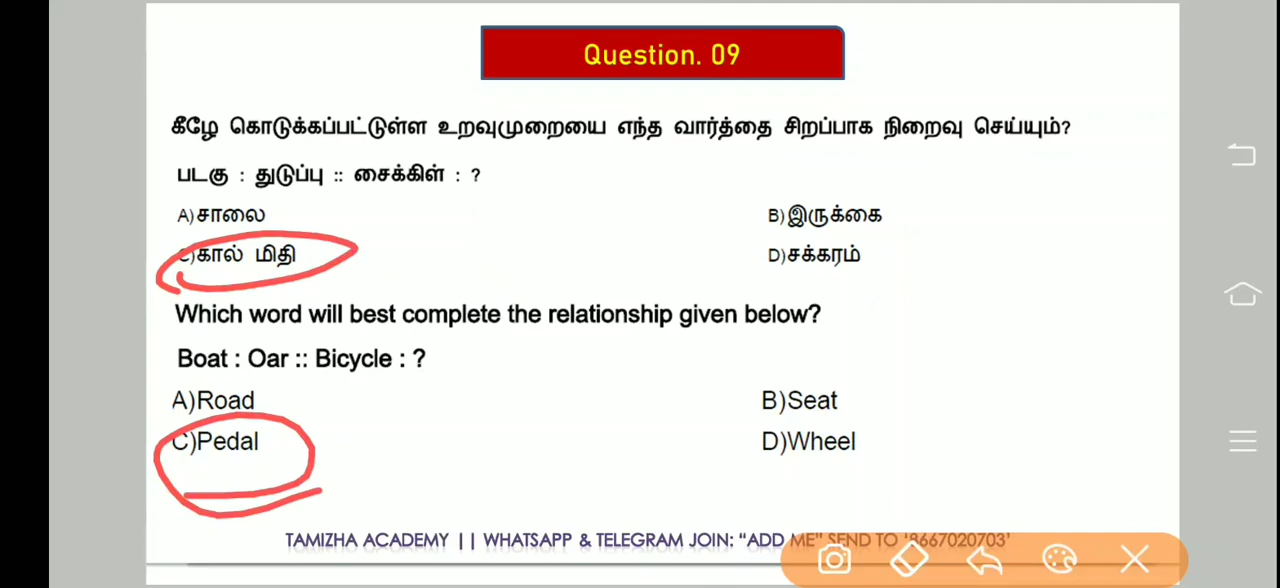 Question. 09
கீழே கொடுக்கப்பட்டுள்ள உறவுமுறையை எந்த வார்த்தை சிறப்பாக நிறைவு செய்யும்?
படகு : துடுப்பு :: சைக்கிள் : ?
A)சாலை B)இருக்கை
C)கால் மிதி D)சக்கரம்
Which word will best complete the relationship given below?
Boat : Oar :: Bicycle : ?
A)Road B)Seat
C)Pedal D)Wheel
TAMIZHA ACADEMY || WHATSAPP & TELEGRAM JOIN: “ADD ME” SEND TO ‘8667020703’